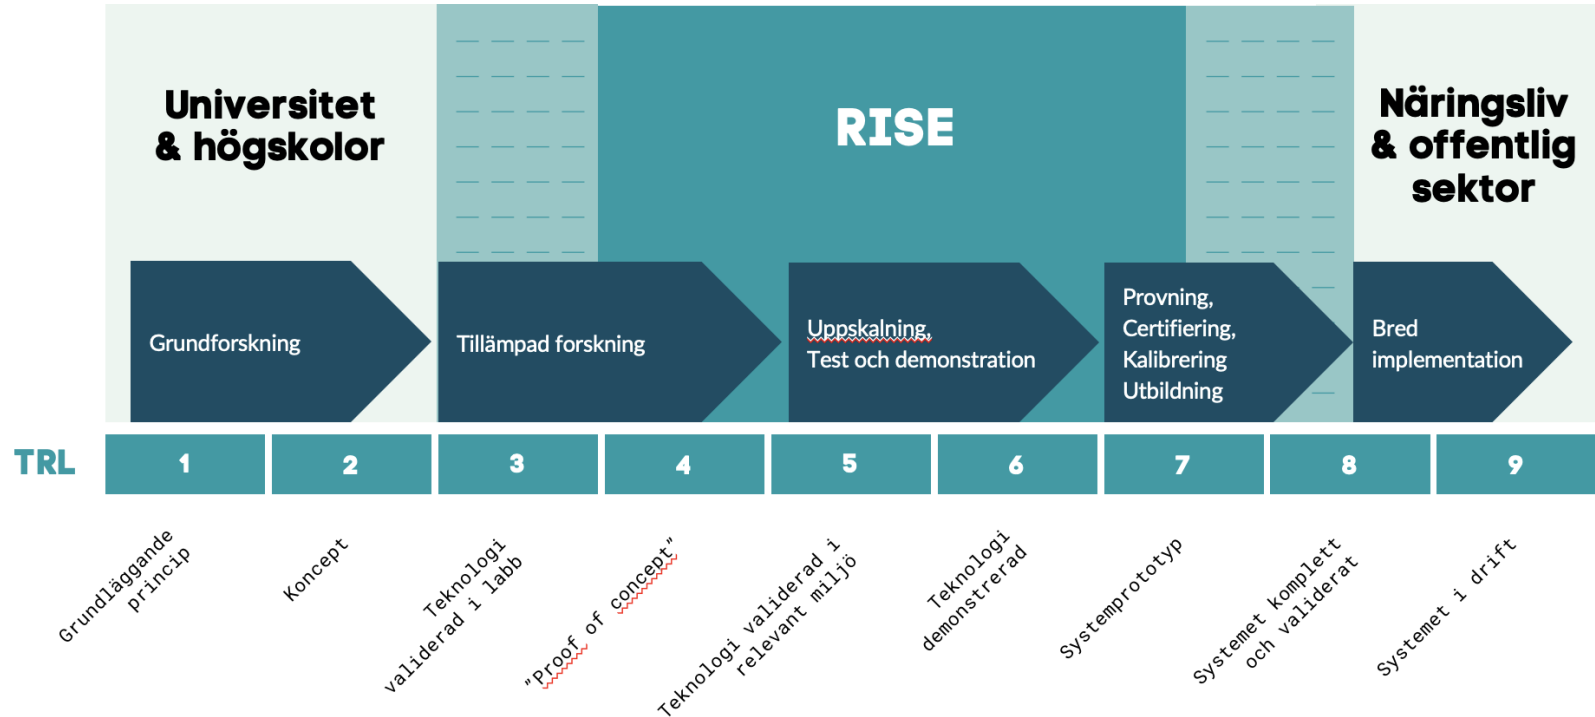 Universitet
& högskolor
RISE
Näringsliv
& offentlig
sektor
Grundforskning
Tillämpad forskning
Uppskalning,
Test och demonstration
Provning,
Certifiering,
Kalibrering
Utbildning
Bred
implementation
TRL
1
2
3
4
5
6
7
8
9
Grundläggande
princip
Koncept
Teknologi
validerad i labb
"Proof of concept"
Teknologi validerad i
relevant miljö
Teknologi
demonstrerad
Systemprototyp
Systemet komplett
och validerat
Systemet i drift